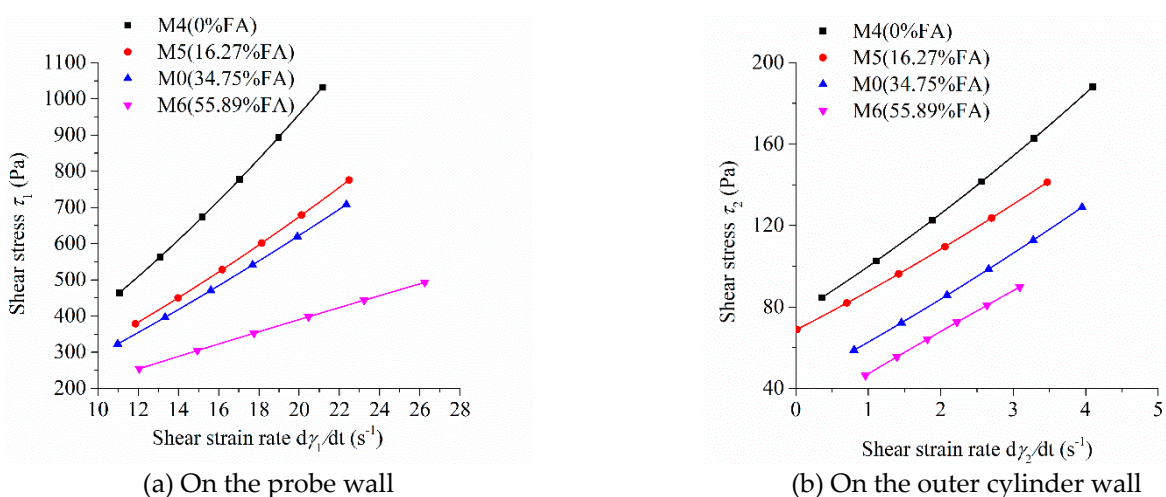 M4(0%FA)
M5(16.27%FA)
M0(34.75%FA)
M6(55.89%FA)
1100
1000
900
800
700
600
500
400
300
200
Shear stress τ1 (Pa)
10 12 14 16 18 20 22 24 26 28
Shear strain rate dγ1/dt (s-1)
(a) On the probe wall
M4(0%FA)
M5(16.27%FA)
M0(34.75%FA)
M6(55.89%FA)
200
160
120
80
40
Shear stress τ2 (Pa)
0 1 2 3 4 5
Shear strain rate dγ2/dt (s-1)
(b) On the outer cylinder wall